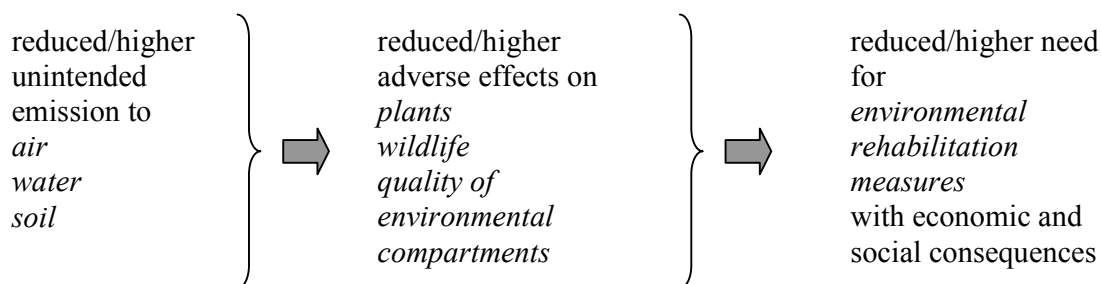 reduced/higher
unintended
emission to
air
water
soil
reduced/higher
adverse effects on
plants
wildlife
quality of
environmental
compartments
reduced/higher need
for
environmental
rehabilitation
measures
with economic and
social consequences